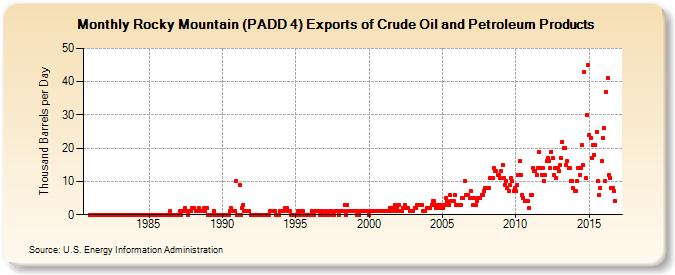 Monthly Rocky Mountain (PADD 4) Exports of Crude Oil and Petroleum Products
Thousand Barrels per Day
50
40
30
20
10
0
1985 1990 1995 2000 2005 2010 2015
Source: U.S. Energy Information Administration